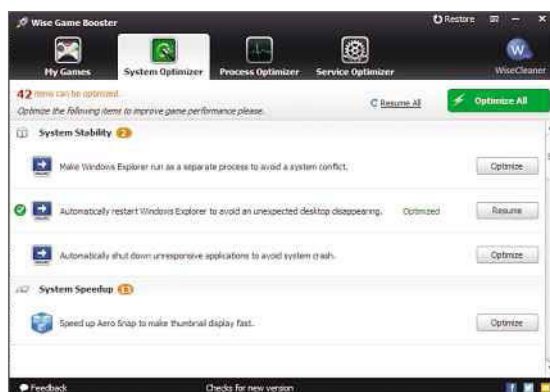 Wise Game Booster
Restore
My Games
System Optimizer
Process Optimizer
Service Optimizer
WiseCleaner
42 items can be optimized.
Optimize the following items to improve game performance please.
Resume All
Optimize All
System Stability 2
Make Windows Explorer run as a separate process to avoid a system conflict.
Optimize
Automatically restart Windows Explorer to avoid an unexpected desktop disappearing.
Optimized
Resume
Automatically shut down unresponsive applications to avoid system crash.
Optimize
System Speedup 6
Speed up Aero Snap to make thumbnail display fast.
Optimize
Feedback
Checks for new version